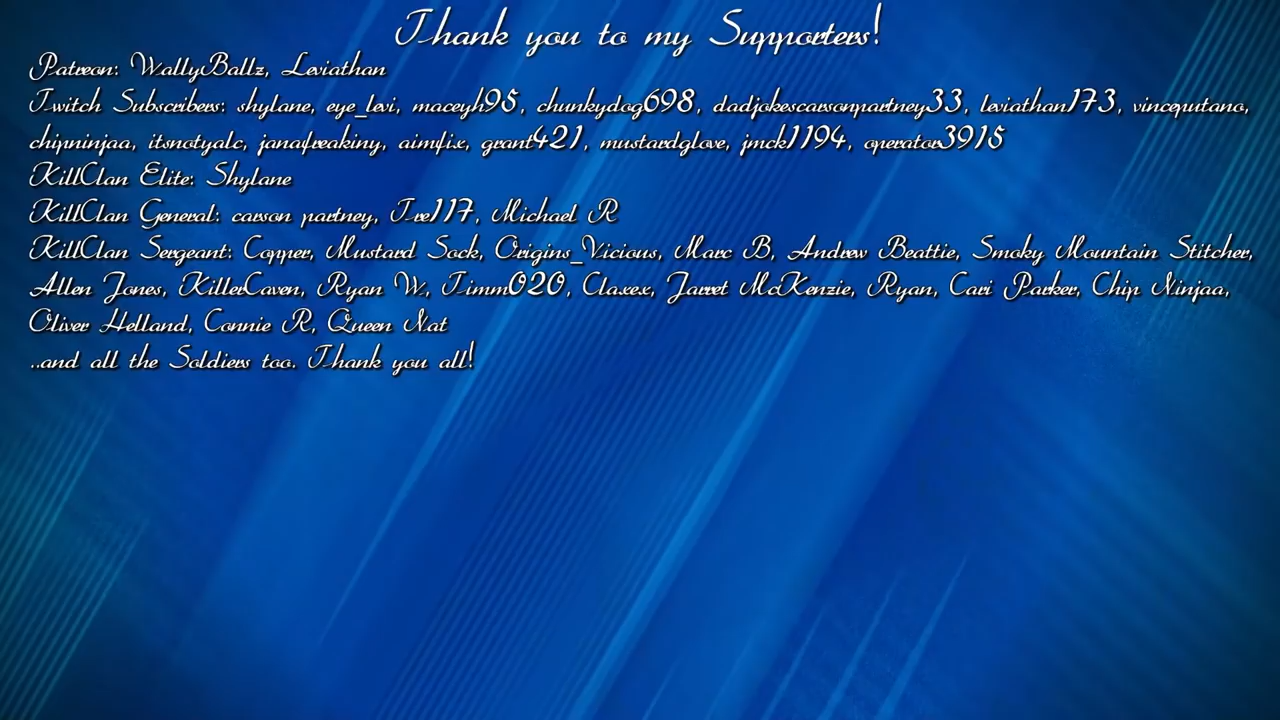 Thank you to my Supporters!
Patreon: WallyBallz, Leviathan
Twitch Subscribers: shylane, eye_levi, maceyh95, chunkydog698, dadjokescarsonpartney33, leviathan173, vinceputano,
chipninjaa, itsnotyalc, janafreakiny, aimfix, grant421, mustardglove, jmck1194, operator3915
KillClan Elite: Shylane
KillClan General: carson partney, Tre117, Michael R
KillClan Sergeant: Copper, Mustard Sock, Origins_Vicious, Marc B, Andrew Beattie, Smoky Mountain Stitcher,
Allen Jones, KillerCaven, Ryan W, Timm020, Claxex, Jarret McKenzie, Ryan, Cari Parker, Chip Ninjaa,
Oliver Helland, Connie R, Queen Nat
..and all the Soldiers too. Thank you all!